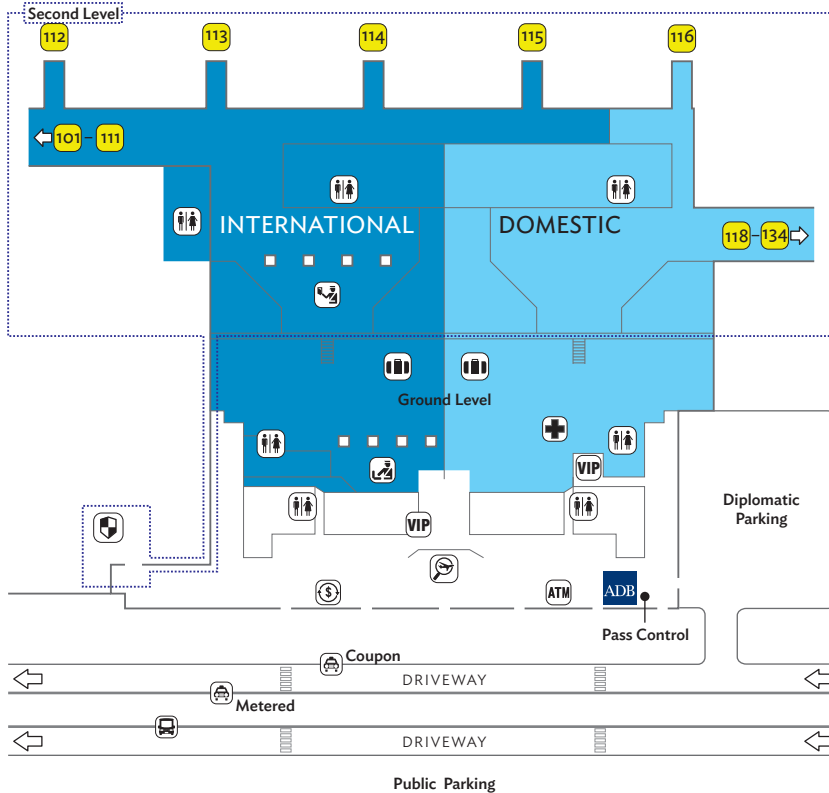 Second Level
112
113
114
115
116
101 – 111
INTERNATIONAL
DOMESTIC
118–134
Ground Level
VIP
Diplomatic
Parking
VIP
$
ATM
ADB
Pass Control
Coupon
DRIVEWAY
Metered
DRIVEWAY
Public Parking